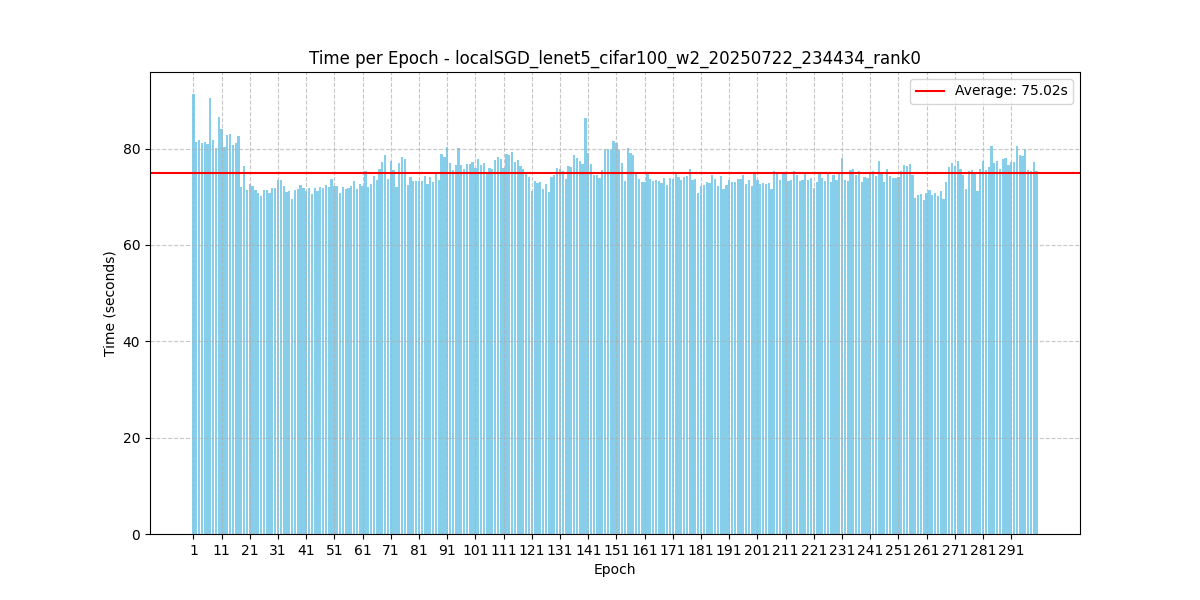 Time per Epoch - localSGD_lenet5_cifar100_w2_20250722_234434_rank0
Average: 75.02s
80
60
40
20
0
Time (seconds)
1 11 21 31 41 51 61 71 81 91 101 111 121 131 141 151 161 171 181 191 201 211 221 231 241 251 261 271 281 291
Epoch